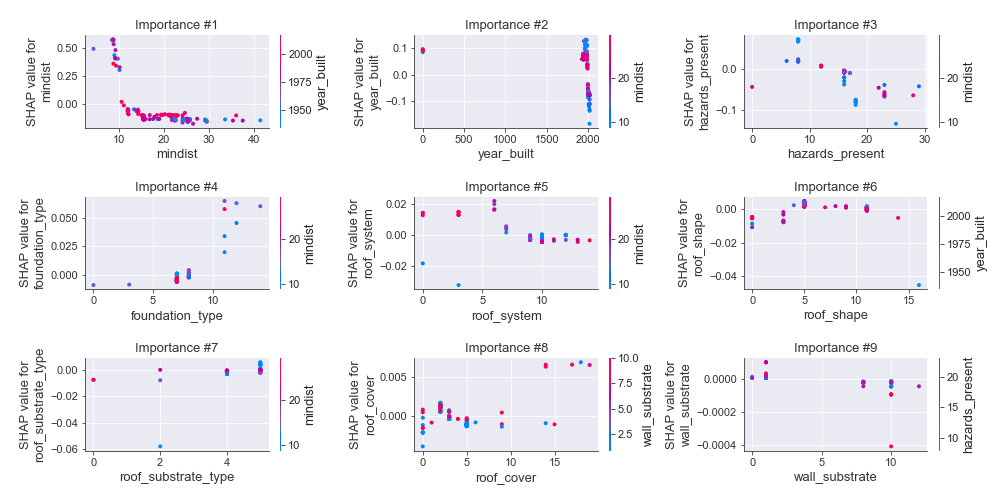 Importance #1
SHAP value for
mindist
0.50
0.25
0.00
10
20
30
40
mindist
2000
1975
1950
year_built
Importance #2
SHAP value for
year_built
0.1
0.0
−0.1
0
500
1000
1500
2000
year_built
20
10
mindist
Importance #3
SHAP value for
hazards_present
0.0
−0.1
0
10
20
30
hazards_present
20
10
mindist
Importance #4
SHAP value for
foundation_type
0.050
0.025
0.000
0
5
10
foundation_type
20
10
mindist
Importance #5
SHAP value for
roof_system
0.02
0.00
−0.02
0
5
10
roof_system
20
10
mindist
Importance #6
SHAP value for
roof_shape
0.00
−0.02
−0.04
0
5
10
15
roof_shape
2000
1975
1950
year_built
Importance #7
SHAP value for
roof_substrate_type
0.00
−0.02
−0.04
−0.06
0
2
4
roof_substrate_type
20
10
mindist
Importance #8
SHAP value for
roof_cover
0.005
0.000
0
5
10
15
roof_cover
10.0
7.5
5.0
2.5
wall_substrate
Importance #9
SHAP value for
wall_substrate
0.0000
−0.0002
−0.0004
0
5
10
wall_substrate
20
15
10
hazards_present